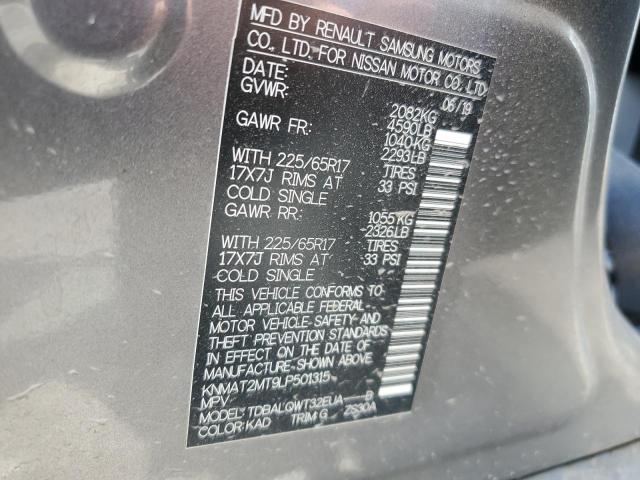 MFD BY RENAULT SAMSUNG MOTORS
CO., LTD. FOR NISSAN MOTOR CO., LTD
DATE: 06/19
GVWR: 2082KG
4590LB
GAWR FR: 1040KG
2293LB
WITH 225/65R17 TIRES
17X7J RIMS AT 33 PSI
COLD SINGLE
GAWR RR: 1055KG
2326LB
WITH 225/65R17 TIRES
17X7J RIMS AT 33 PSI
COLD SINGLE
THIS VEHICLE CONFORMS TO
ALL APPLICABLE FEDERAL
MOTOR VEHICLE-SAFETY-AND
THEFT PREVENTION STANDARDS
IN EFFECT ON THE DATE OF
MANUFACTURE SHOWN ABOVE
KNMAT2MT9LP501315
MPV
MODEL: TDBALQWT32EUA-----D
COLOR: KAD TRIM: G ZS30A